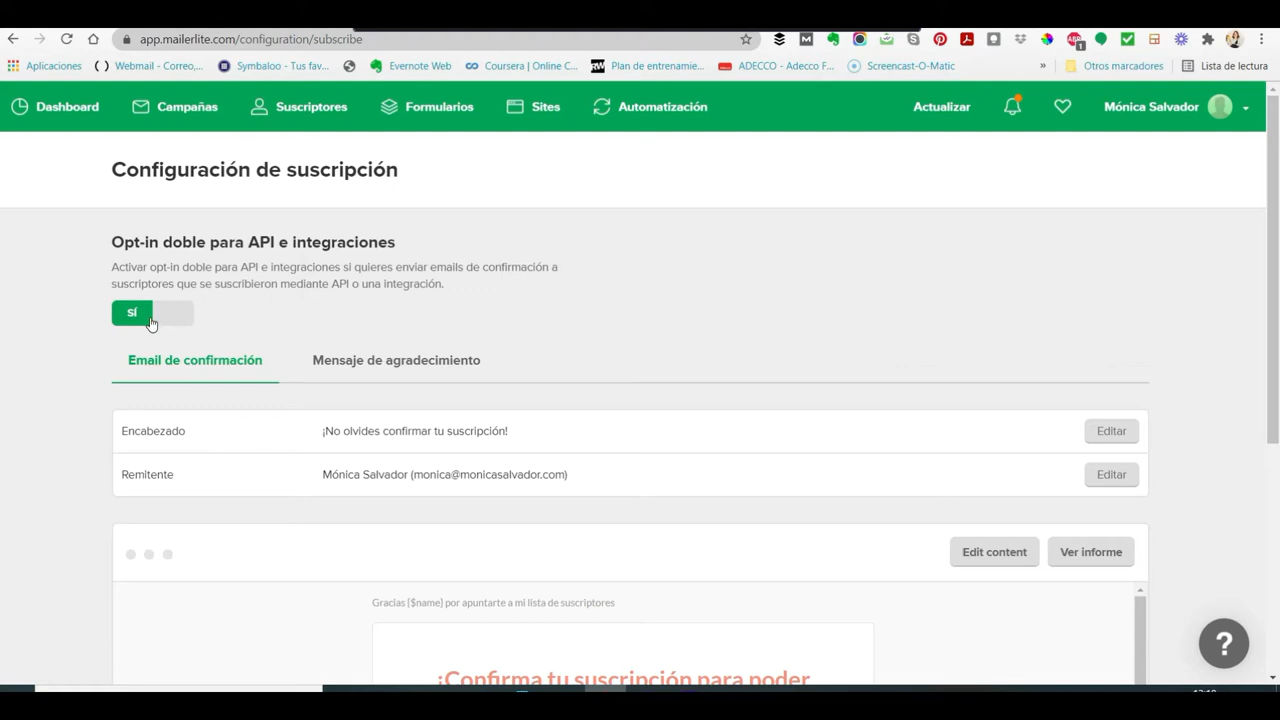 app.mailerlite.com/configuration/subscribe
1
Aplicaciones
Webmail - Correo,...
Symbaloo - Tus fav...
Evernote Web
Coursera | Online C...
Plan de entrenamie...
ADECCO - Adecco F...
Screencast-O-Matic
»
Otros marcadores
Lista de lectura
Dashboard
Campañas
Suscriptores
Formularios
Sites
Automatización
Actualizar
Mónica Salvador
Configuración de suscripción
Opt-in doble para API e integraciones
Activar opt-in doble para API e integraciones si quieres enviar emails de confirmación a
suscriptores que se suscribieron mediante API o una integración.
SÍ
Email de confirmación
Mensaje de agradecimiento
Encabezado
¡No olvides confirmar tu suscripción!
Editar
Remitente
Mónica Salvador (monica@monicasalvador.com)
Editar
Edit content
Ver informe
Gracias {$name} por apuntarte a mi lista de suscriptores
¡Confirma tu suscripción para poder
?